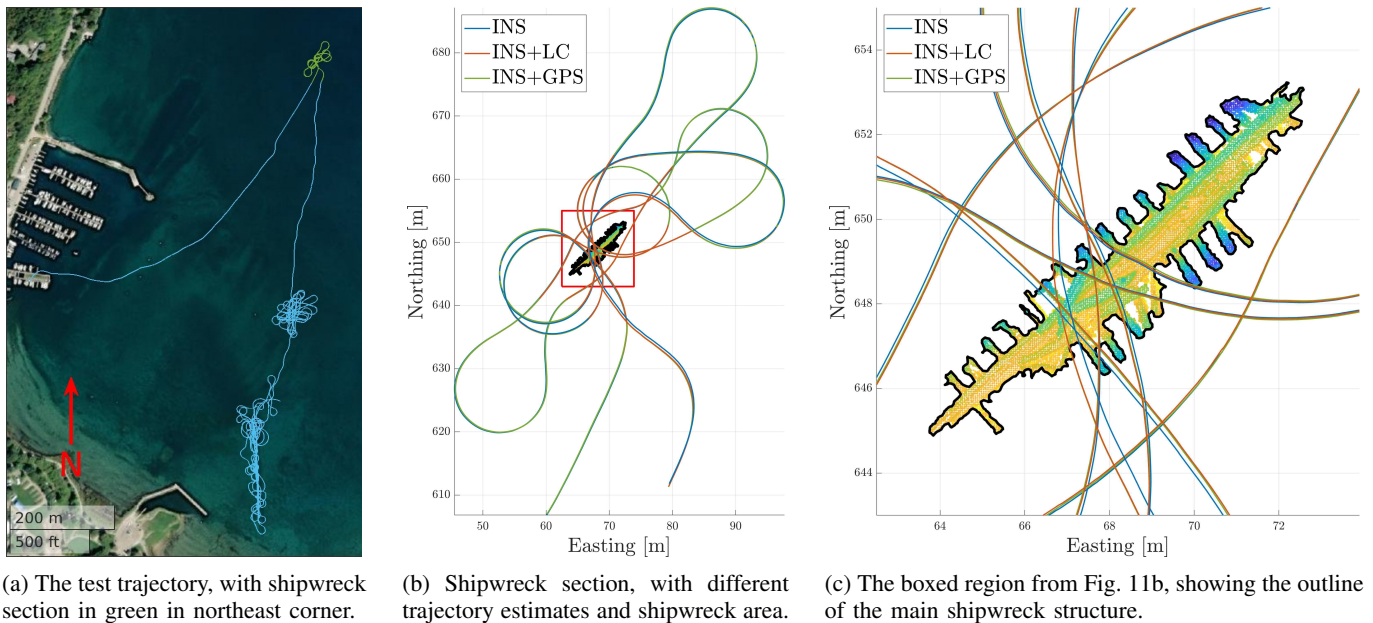 N
200 m
500 ft
INS
INS+LC
INS+GPS
680
670
660
650
640
630
620
610
Northing [m]
50 60 70 80 90
Easting [m]
INS
INS+LC
INS+GPS
654
652
650
648
646
644
Northing [m]
64 66 68 70 72
Easting [m]
(a) The test trajectory, with shipwreck
section in green in northeast corner.
(b) Shipwreck section, with different
trajectory estimates and shipwreck area.
(c) The boxed region from Fig. 11b, showing the outline
of the main shipwreck structure.